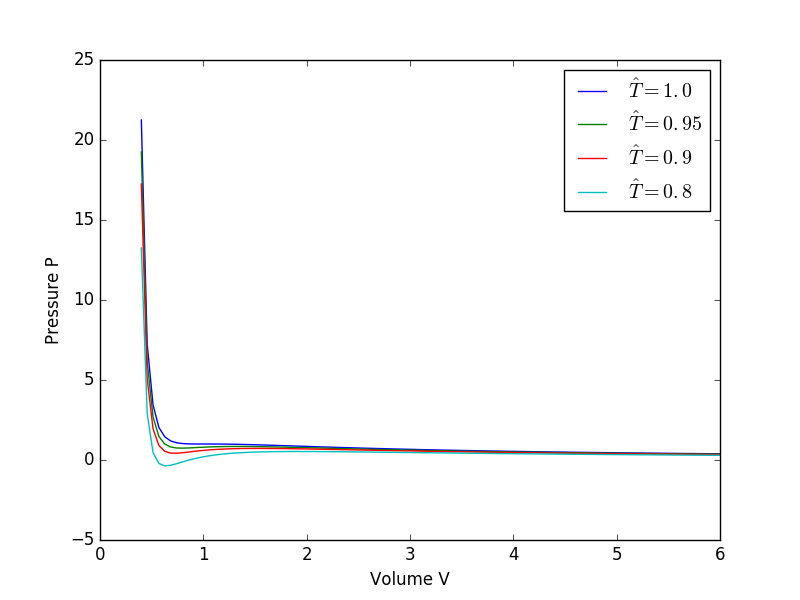 25
20
15
10
5
0
−5
0 1 2 3 4 5 6
Pressure P
Volume V
T̂ = 1.0
T̂ = 0.95
T̂ = 0.9
T̂ = 0.8